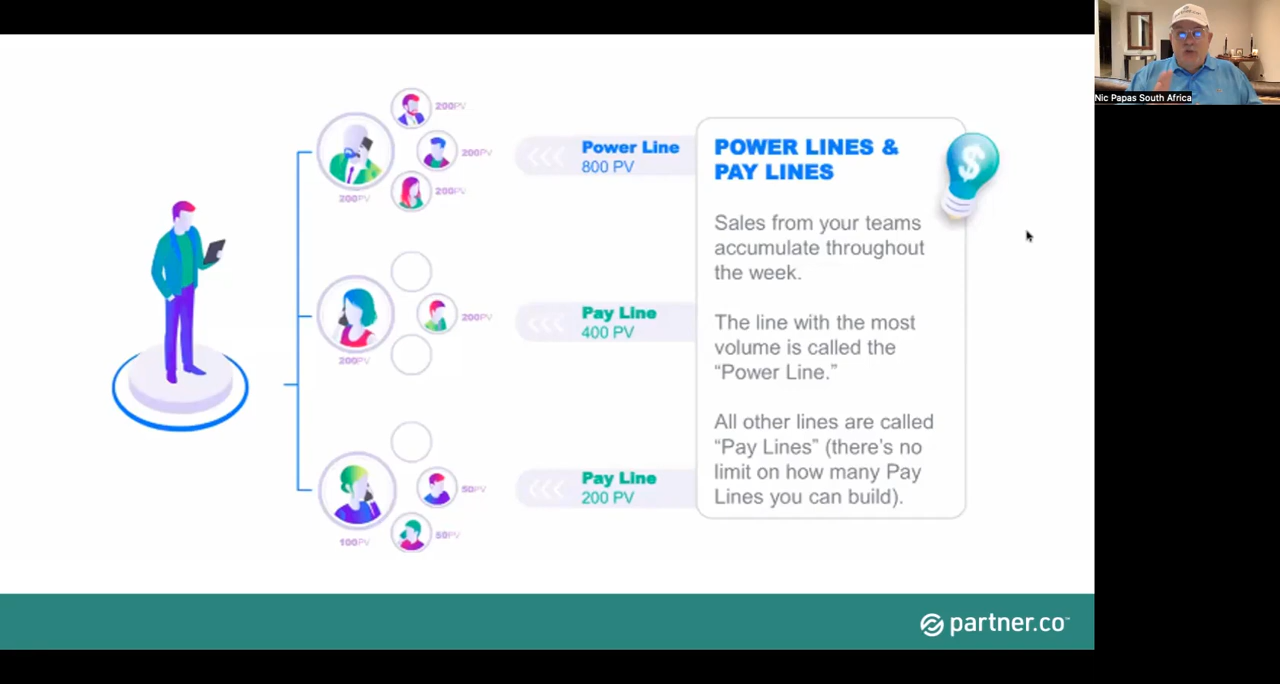 Nic Papas South Africa
200PV
200PV
200PV
200PV
Power Line
800 PV
200PV
200PV
Pay Line
400 PV
50PV
50PV
100PV
Pay Line
200 PV
POWER LINES &
PAY LINES
$
Sales from your teams
accumulate throughout
the week.
The line with the most
volume is called the
“Power Line.”
All other lines are called
“Pay Lines” (there’s no
limit on how many Pay
Lines you can build).
partner.co™